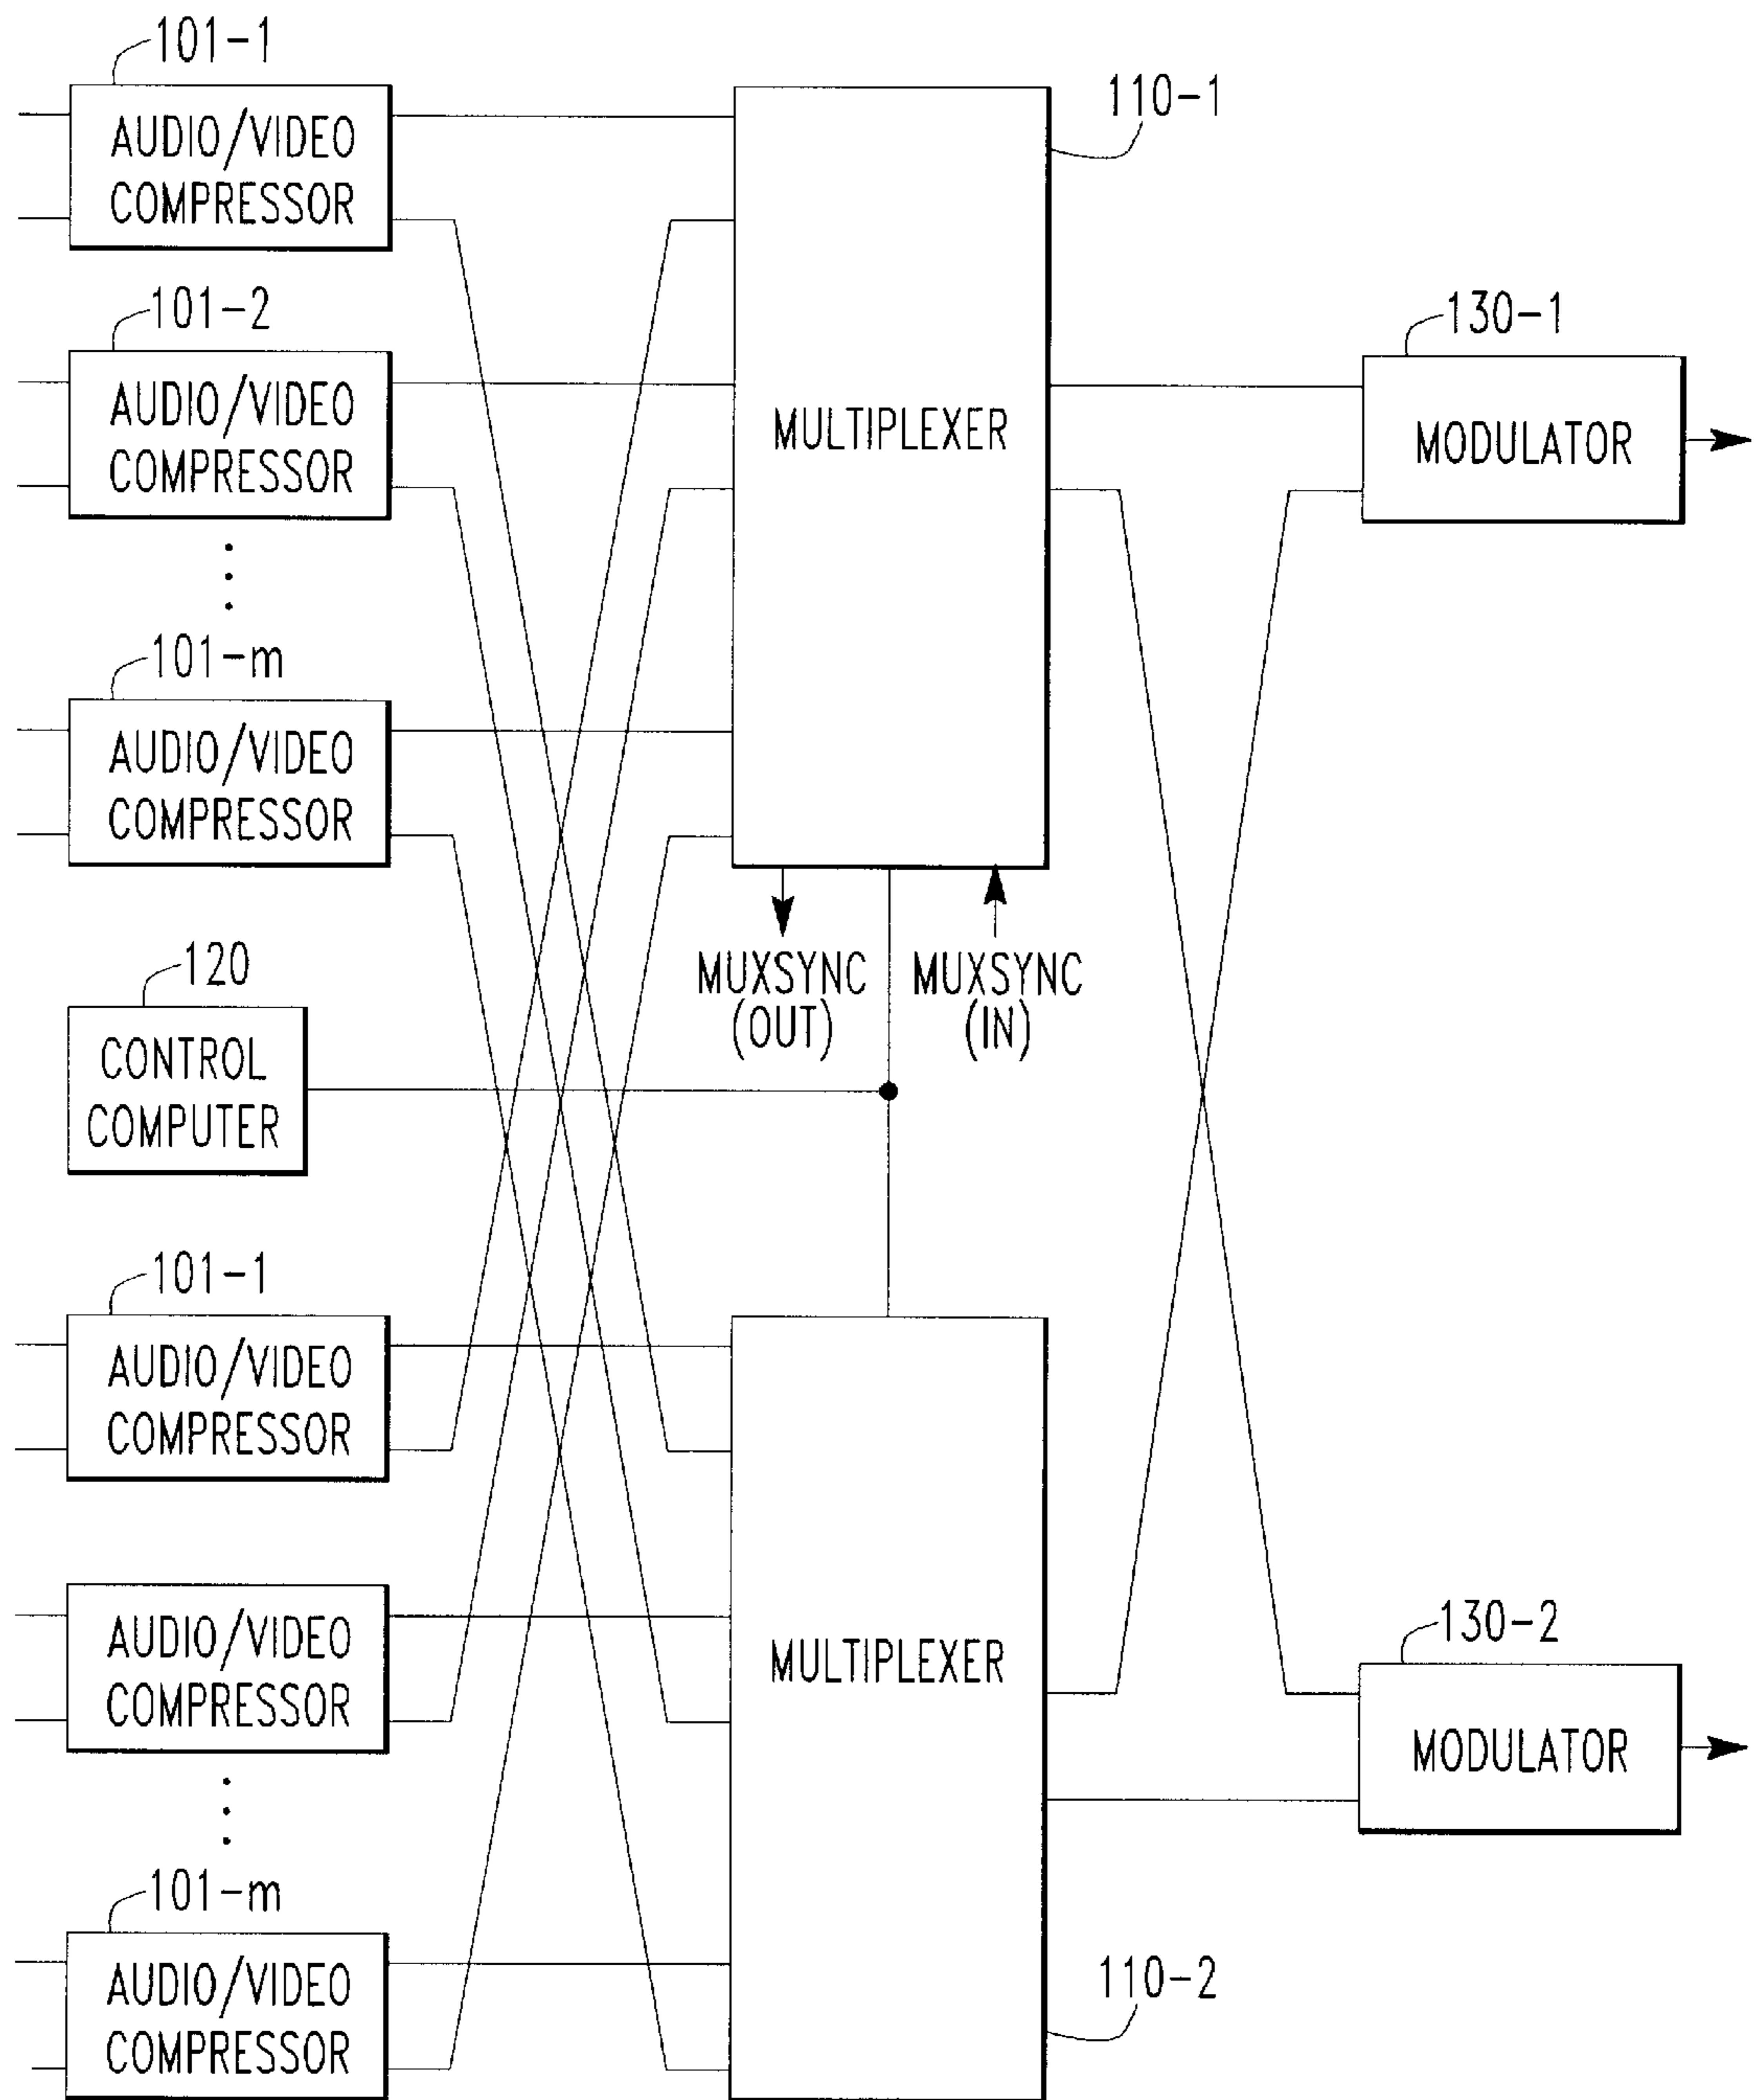 101-1
AUDIO/VIDEO
COMPRESSOR
110-1
101-2
AUDIO/VIDEO
COMPRESSOR
MULTIPLEXER
130-1
MODULATOR
101-m
AUDIO/VIDEO
COMPRESSOR
120
CONTROL
COMPUTER
MUXSYNC
(OUT)
MUXSYNC
(IN)
101-1
AUDIO/VIDEO
COMPRESSOR
AUDIO/VIDEO
COMPRESSOR
MULTIPLEXER
130-2
MODULATOR
101-m
AUDIO/VIDEO
COMPRESSOR
110-2